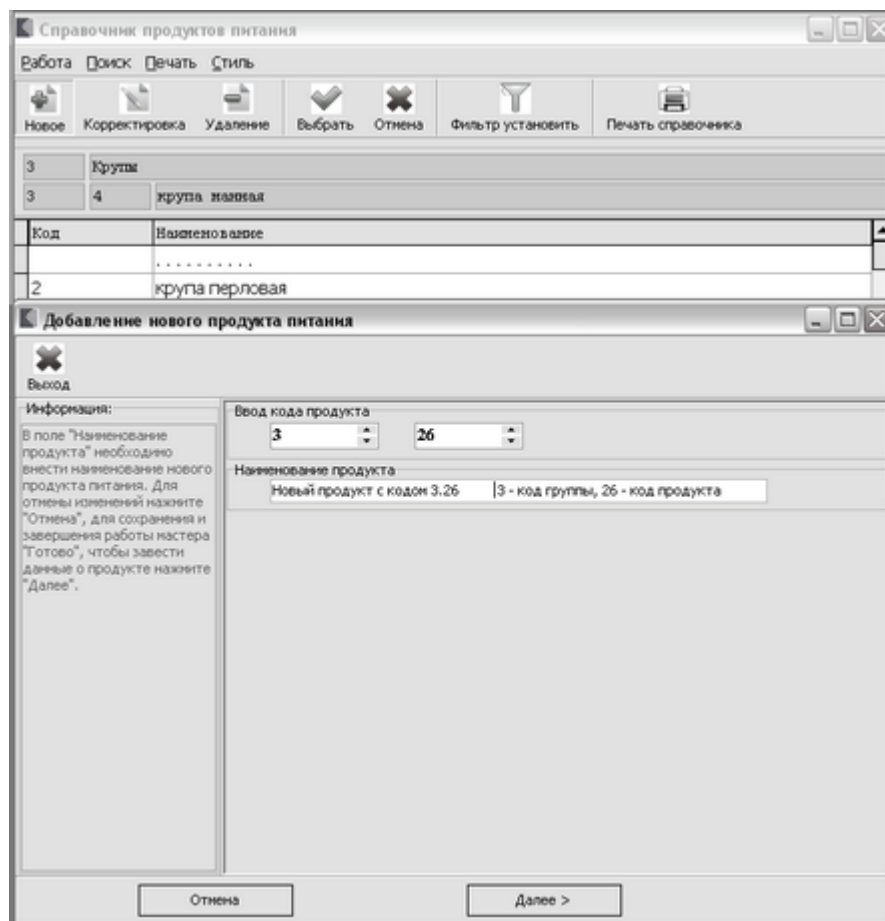 Справочник продуктов питания
Работа Поиск Печать Стиль
Новое Корректировка Удаление Выбрать Отмена Фильтр установить Печать справочника
3 Крупы
3 4 крупа манная
Код Наименование
. . . . . . . . . .
2 крупа перловая
Добавление нового продукта питания
Выход
Информация:
В поле "Наименование
продукта" необходимо
внести наименование нового
продукта питания. Для
отмены изменений нажмите
"Отмена", для сохранения и
завершения работы мастера
"Готово", чтобы завести
данные о продукте нажмите
"Далее".
Ввод кода продукта
3 26
Наименование продукта
Новый продукт с кодом 3.26 3 - код группы, 26 - код продукта
Отмена Далее >